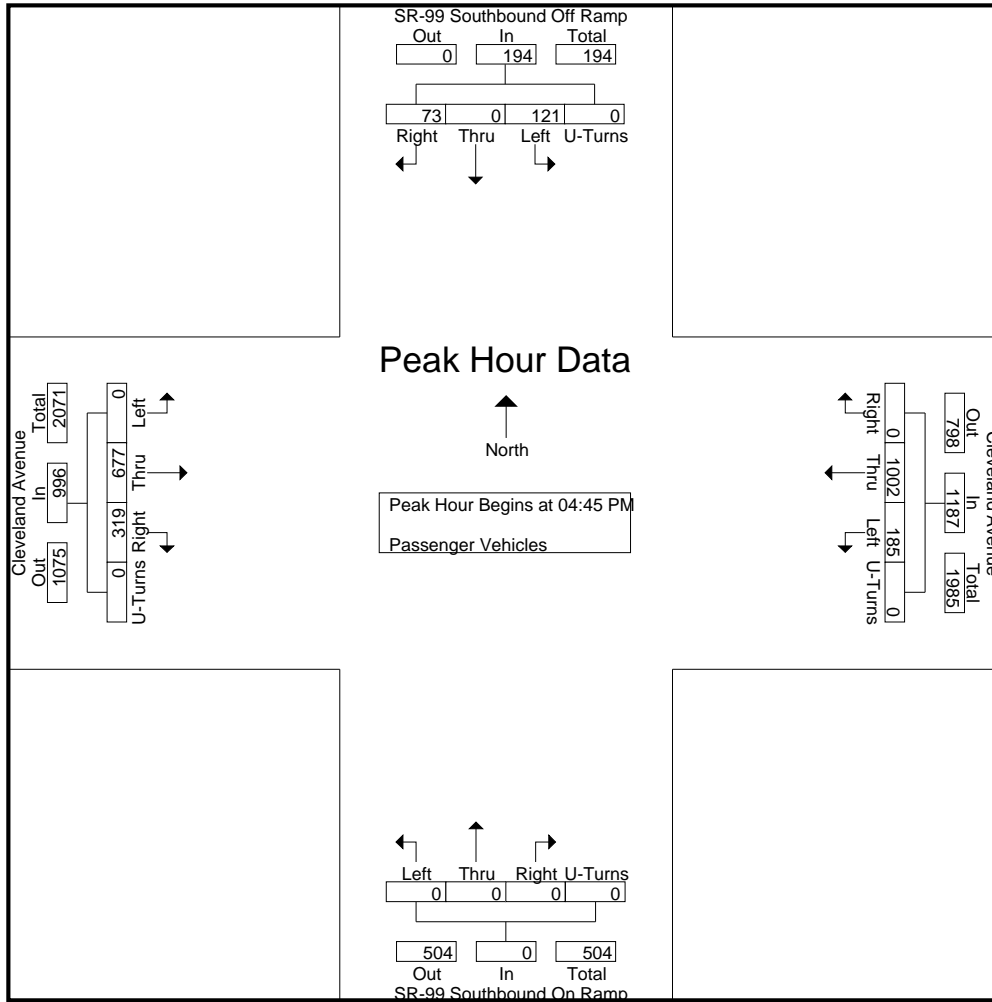 SR-99 Southbound Off Ramp
Out In Total
0 194 194
73 0 121 0
Right Thru Left U-Turns
Peak Hour Data
North
Peak Hour Begins at 04:45 PM
Passenger Vehicles
Cleveland Avenue
Total In Out
2071 996 1075
0 677 319 0
Left Thru Right U-Turns
Cleveland Avenue
Out In Total
798 1187 1985
0 1002 185 0
Right Thru Left U-Turns
Left Thru Right U-Turns
0 0 0 0
504 0 504
Out In Total
SR-99 Southbound On Ramp